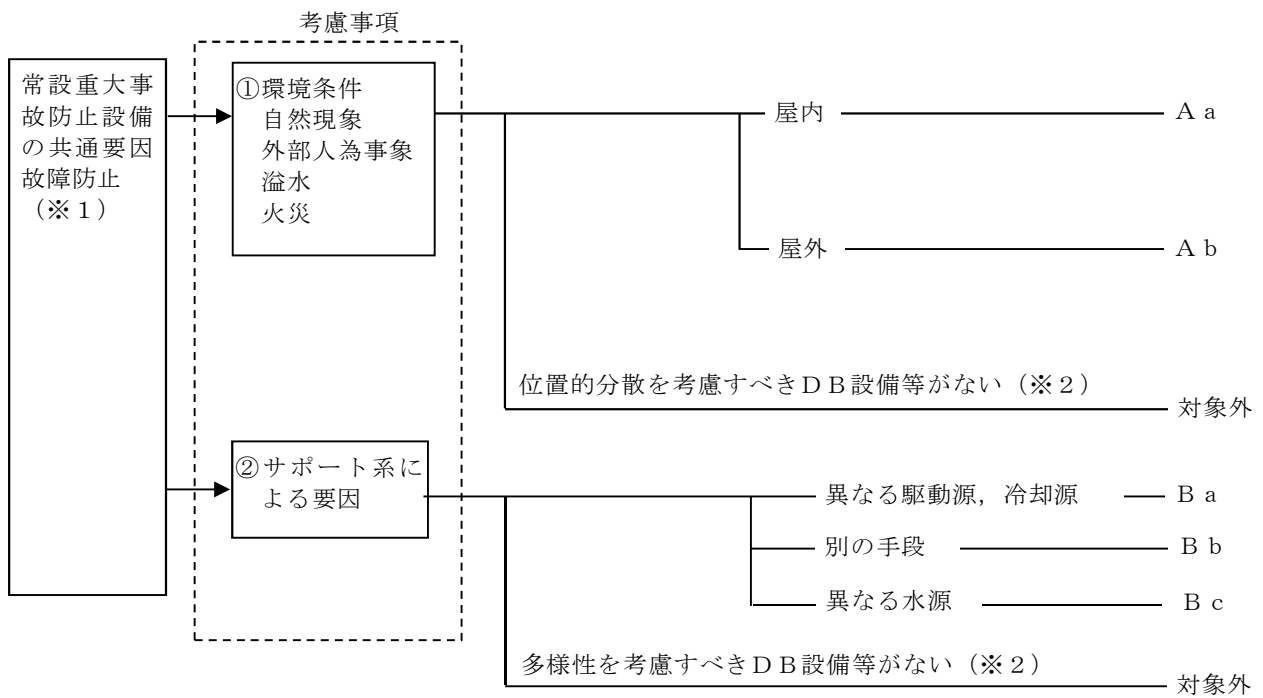 考慮事項
常設重大事
故防止設備
の共通要因
故障防止
（※１）
①環境条件
自然現象
外部人為事象
溢水
火災
屋内
Ａａ
屋外
Ａｂ
位置的分散を考慮すべきＤＢ設備等がない（※２）
対象外
②サポート系に
よる要因
異なる駆動源，冷却源
Ｂａ
別の手段
Ｂｂ
異なる水源
Ｂｃ
多様性を考慮すべきＤＢ設備等がない（※２）
対象外